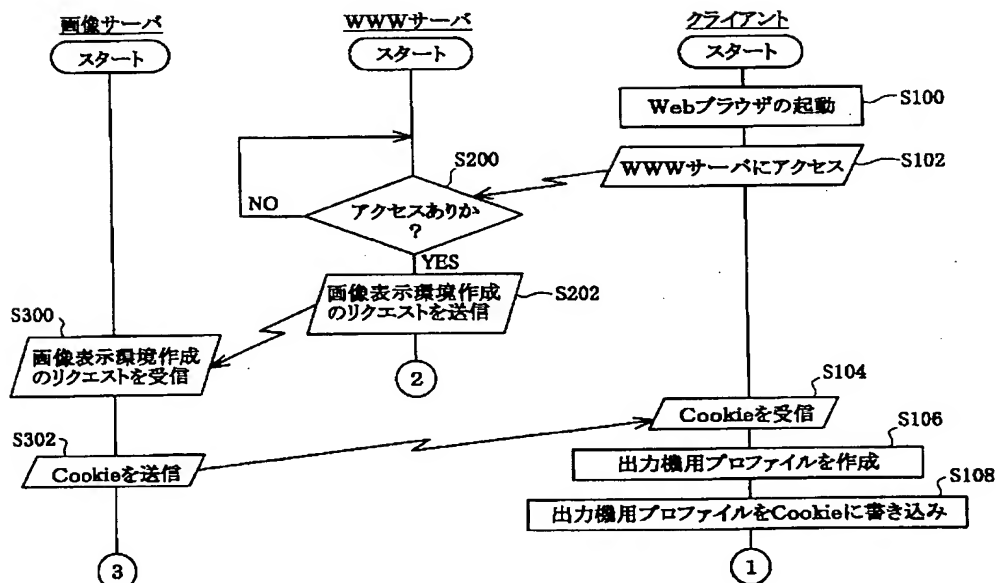 画像サーバ
WWWサーバ
クライアント
スタート
スタート
スタート
Webブラウザの起動
S100
WWWサーバにアクセス
S102
S200
アクセスありか
?
NO
YES
画像表示環境作成
のリクエストを送信
S202
2
S300
画像表示環境作成
のリクエストを受信
S104
Cookieを受信
S302
Cookieを送信
S106
出力機用プロファイルを作成
S108
出力機用プロファイルをCookieに書き込み
3
1